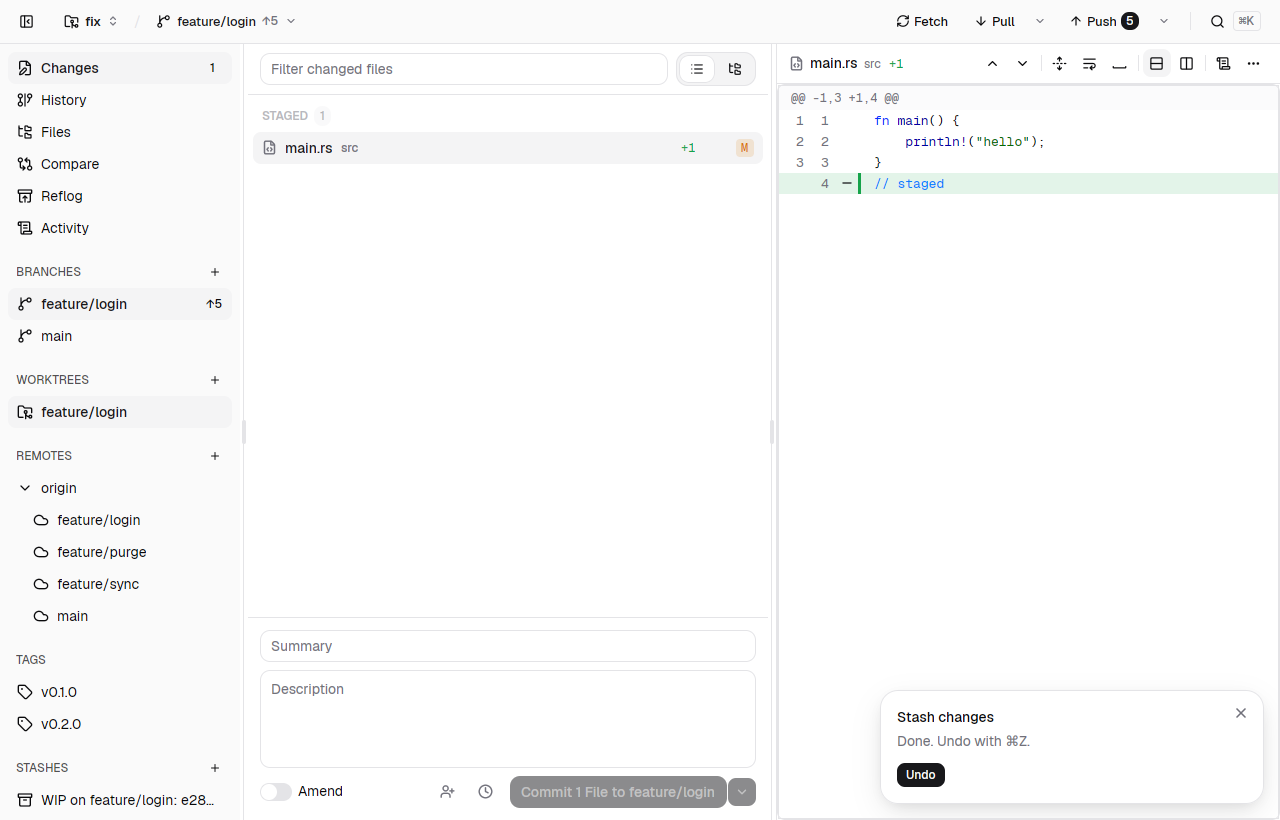 fix / feature/login ↑5
Fetch
Pull
Push 5
⌘K
Changes 1
History
Files
Compare
Reflog
Activity
BRANCHES +
feature/login ↑5
main
WORKTREES +
feature/login
REMOTES +
origin
feature/login
feature/purge
feature/sync
main
TAGS
v0.1.0
v0.2.0
STASHES +
WIP on feature/login: e28...
Filter changed files
STAGED 1
main.rs src +1 M
Summary
Description
Amend
Commit 1 File to feature/login
main.rs src +1
@@ -1,3 +1,4 @@
1 1 fn main() {
2 2 println!("hello");
3 3 }
4 // staged
Stash changes
Done. Undo with ⌘Z.
Undo